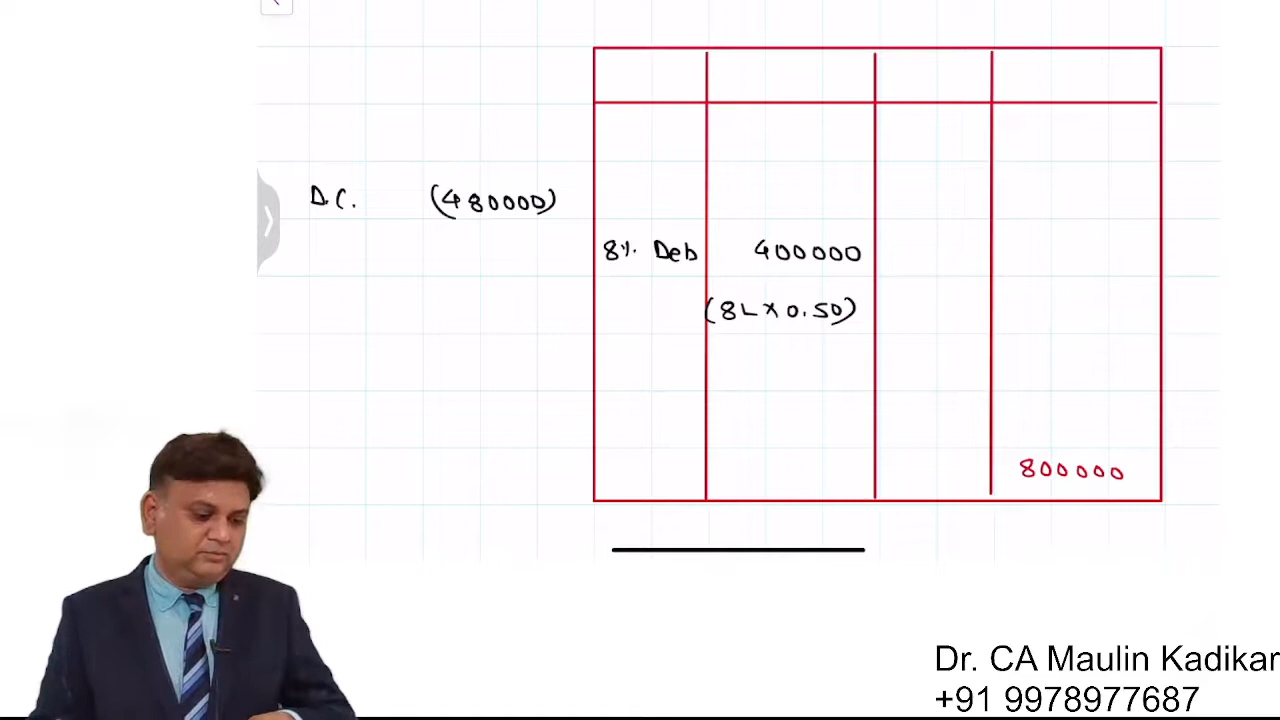 D.C. (480000)
8% Deb 400000
(8L x 0.50)
800000
Dr. CA Maulin Kadikar
+91 9978977687